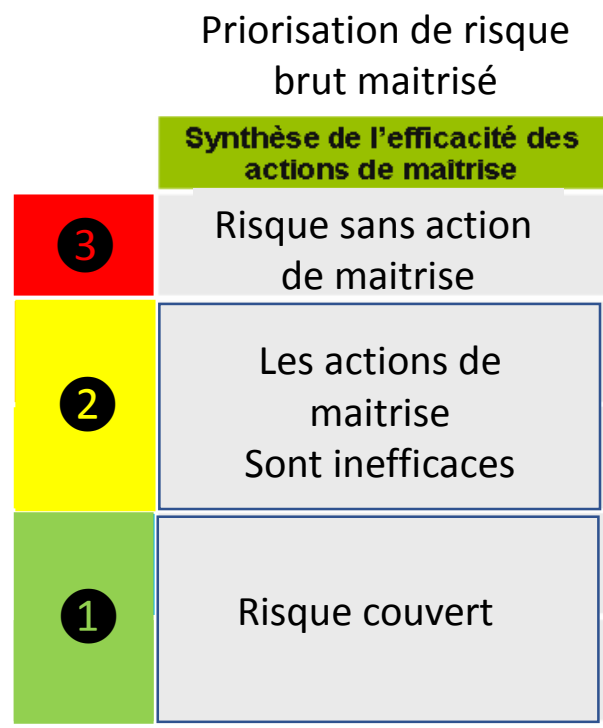 Priorisation de risque
brut maitrisé
Synthèse de l'efficacité des
actions de maîtrise
3
Risque sans action
de maitrise
2
Les actions de
maitrise
Sont inefficaces
1
Risque couvert